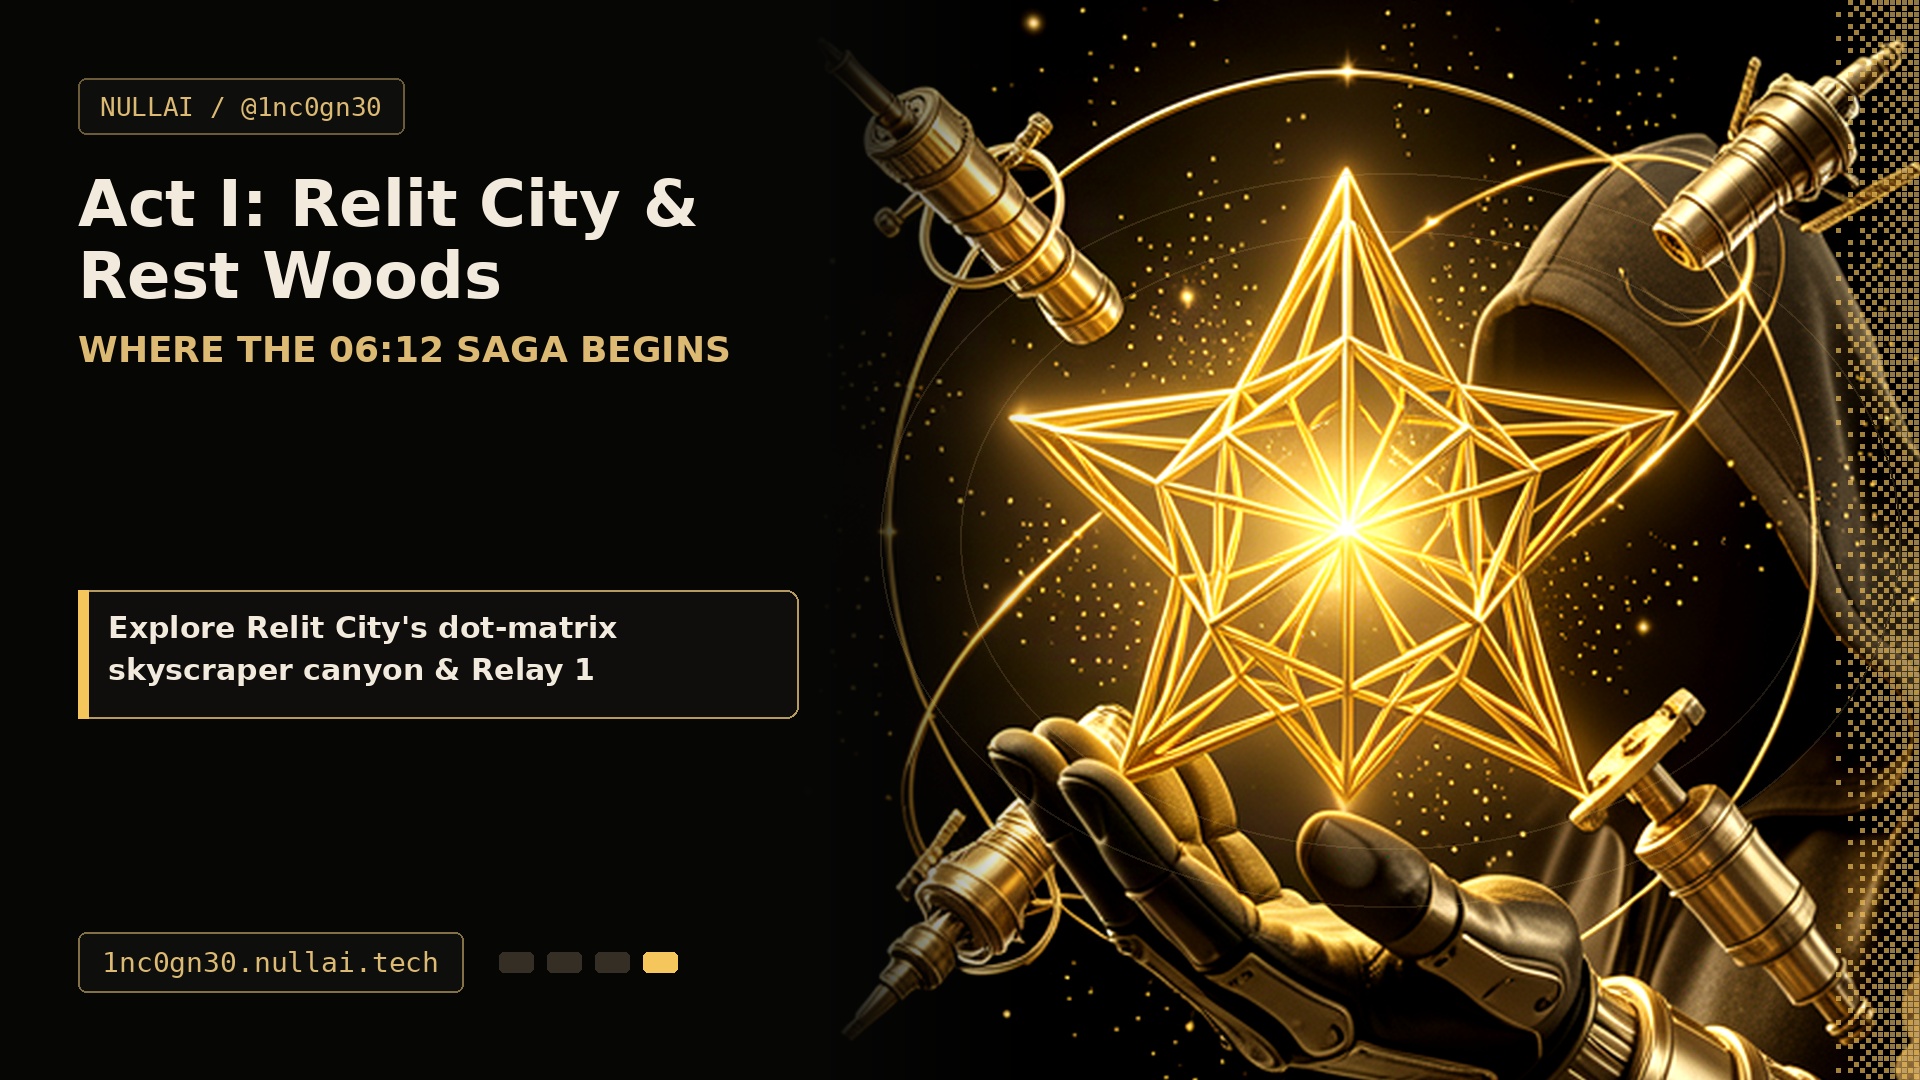 NULLAI / @1nc0gn30
Act I: Relit City &
Rest Woods
WHERE THE 06:12 SAGA BEGINS
Explore Relit City's dot-matrix
skyscraper canyon & Relay 1
1nc0gn30.nullai.tech